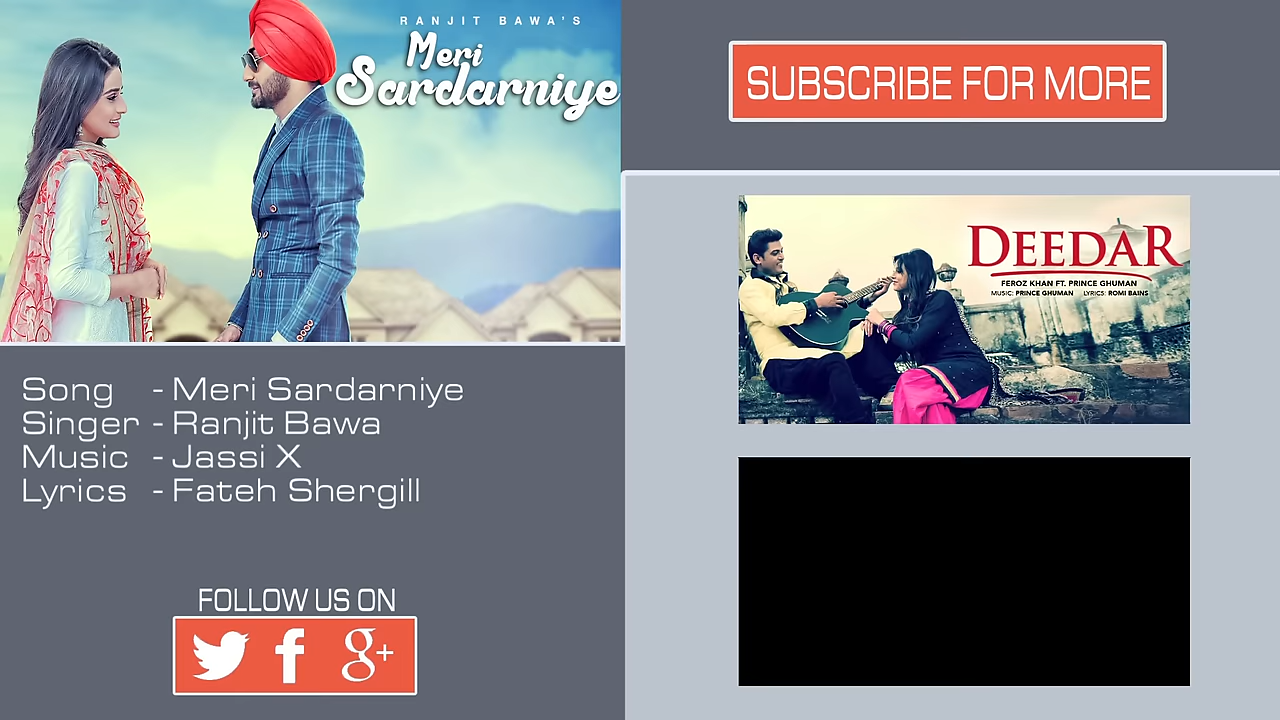 RANJIT BAWA'S
Meri
Sardarniye
Song - Meri Sardarniye
Singer - Ranjit Bawa
Music - Jassi X
Lyrics - Fateh Shergill
FOLLOW US ON
g+
SUBSCRIBE FOR MORE
DEEDAR
FEROZ KHAN FT. PRINCE GHUMAN
MUSIC: PRINCE GHUMAN LYRICS: ROMI BAINS